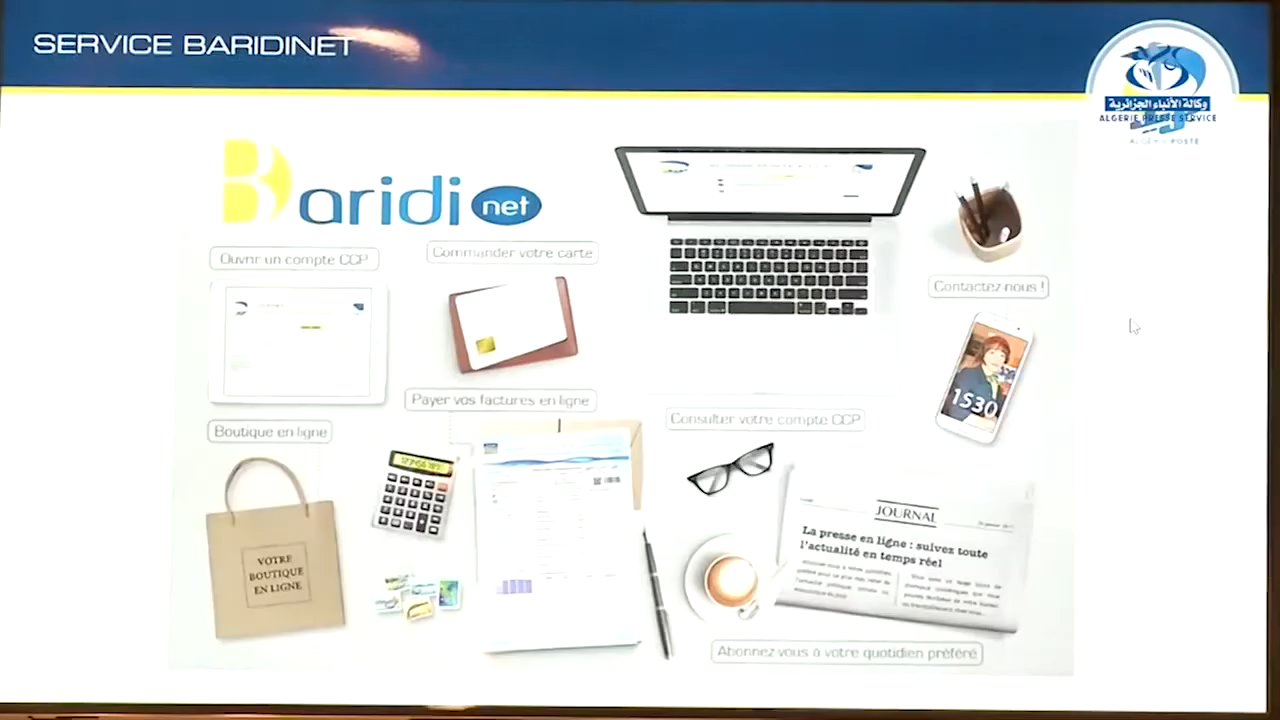 SERVICE BARIDINET
وكالة الأنباء الجزائرية
ALGERIE PRESSE SERVICE
ALGÉRIE POSTE
Baridi net
Ouvrir un compte CCP
Commander votre carte
Contactez-nous !
1530
Payer vos factures en ligne
Consulter votre compte CCP
Boutique en ligne
VOTRE
BOUTIQUE
EN LIGNE
JOURNAL
La presse en ligne : suivez toute
l'actualité en temps réel
Abonnez vous à votre quotidien préféré